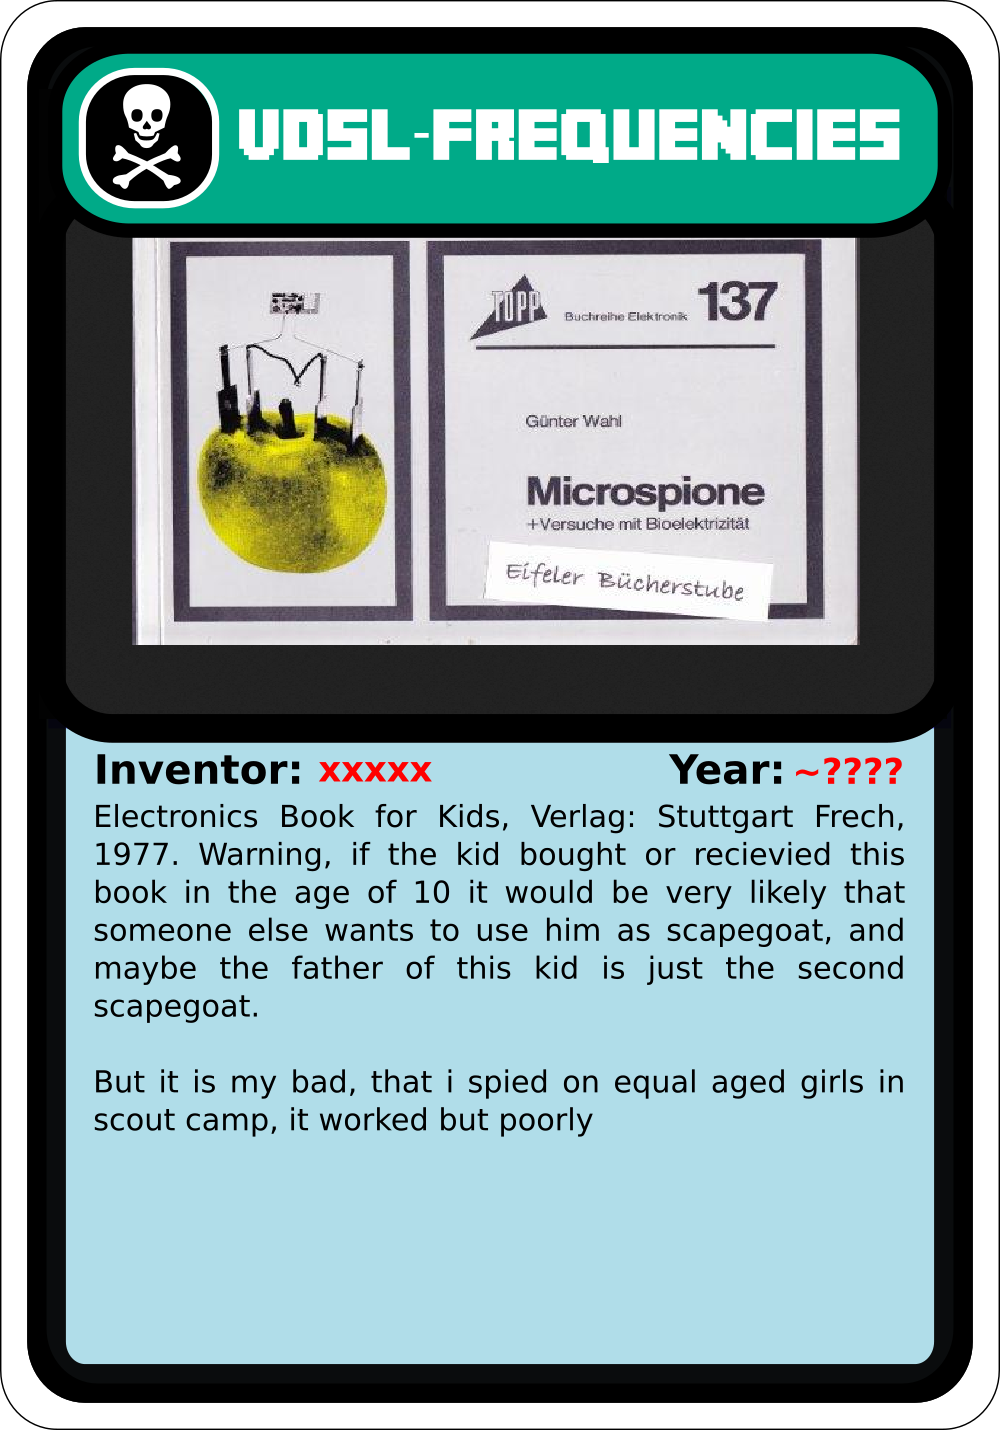 VDSL-FREQUENCIES
TOPP
Buchreihe Elektronik 137
Günter Wahl
Microspione
+Versuche mit Bioelektrizität
Eifeler Bücherstube
Inventor: xxxxx Year: ~????
Electronics Book for Kids, Verlag: Stuttgart Frech,
1977. Warning, if the kid bought or recievied this
book in the age of 10 it would be very likely that
someone else wants to use him as scapegoat, and
maybe the father of this kid is just the second
scapegoat.
But it is my bad, that i spied on equal aged girls in
scout camp, it worked but poorly